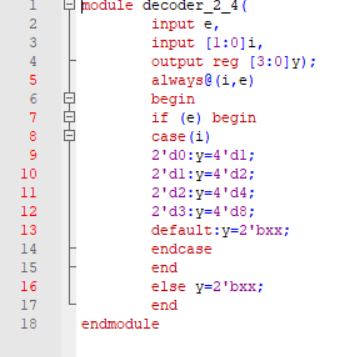 1 module decoder_2_4(
2 input e,
3 input [1:0]i,
4 output reg [3:0]y);
5 always@(i,e)
6 begin
7 if (e) begin
8 case(i)
9 2'd0:y=4'd1;
10 2'd1:y=4'd2;
11 2'd2:y=4'd4;
12 2'd3:y=4'd8;
13 default:y=2'bxx;
14 endcase
15 end
16 else y=2'bxx;
17 end
18 endmodule